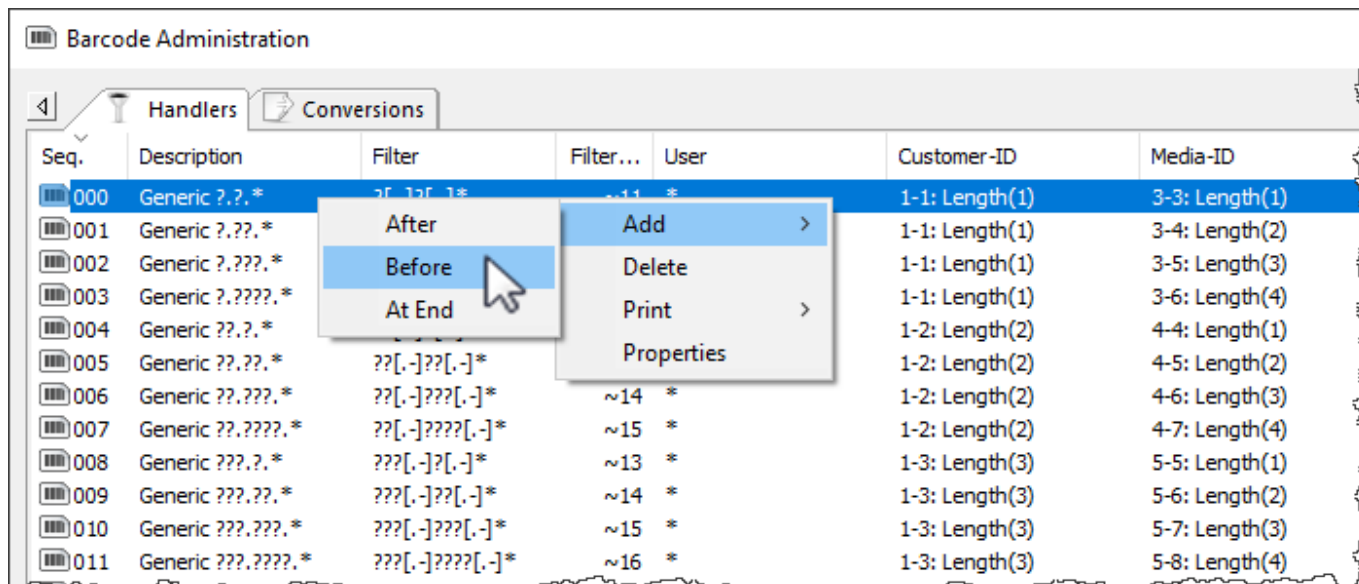 Barcode Administration
Handlers Conversions
Seq. Description Filter Filter... User Customer-ID Media-ID
000 Generic ?.?.* ?[.-]?[.-]* ~11 * 1-1: Length(1) 3-3: Length(1)
001 Generic ?.??.* After Add > 1-1: Length(1) 3-4: Length(2)
002 Generic ?.???.* Before Delete 1-1: Length(1) 3-5: Length(3)
003 Generic ?.????.* At End Print > 1-1: Length(1) 3-6: Length(4)
004 Generic ??.?.* 1-2: Length(2) 4-4: Length(1)
005 Generic ??.??.* ??[.-]??[.-]* Properties 1-2: Length(2) 4-5: Length(2)
006 Generic ??.???.* ??[.-]???[.-]* ~14 * 1-2: Length(2) 4-6: Length(3)
007 Generic ??.????.* ??[.-]????[.-]* ~15 * 1-2: Length(2) 4-7: Length(4)
008 Generic ???.?.* ???[.-]?[.-]* ~13 * 1-3: Length(3) 5-5: Length(1)
009 Generic ???.??.* ???[.-]??[.-]* ~14 * 1-3: Length(3) 5-6: Length(2)
010 Generic ???.???.* ???[.-]???[.-]* ~15 * 1-3: Length(3) 5-7: Length(3)
011 Generic ???.????.* ???[.-]????[.-]* ~16 * 1-3: Length(3) 5-8: Length(4)